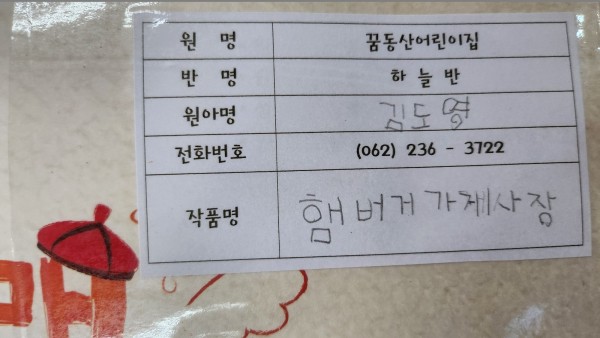 원 명 꿈동산어린이집
반 명 하 늘 반
원아명 김도영
전화번호 (062) 236 - 3722
작품명 햄버거가체사장